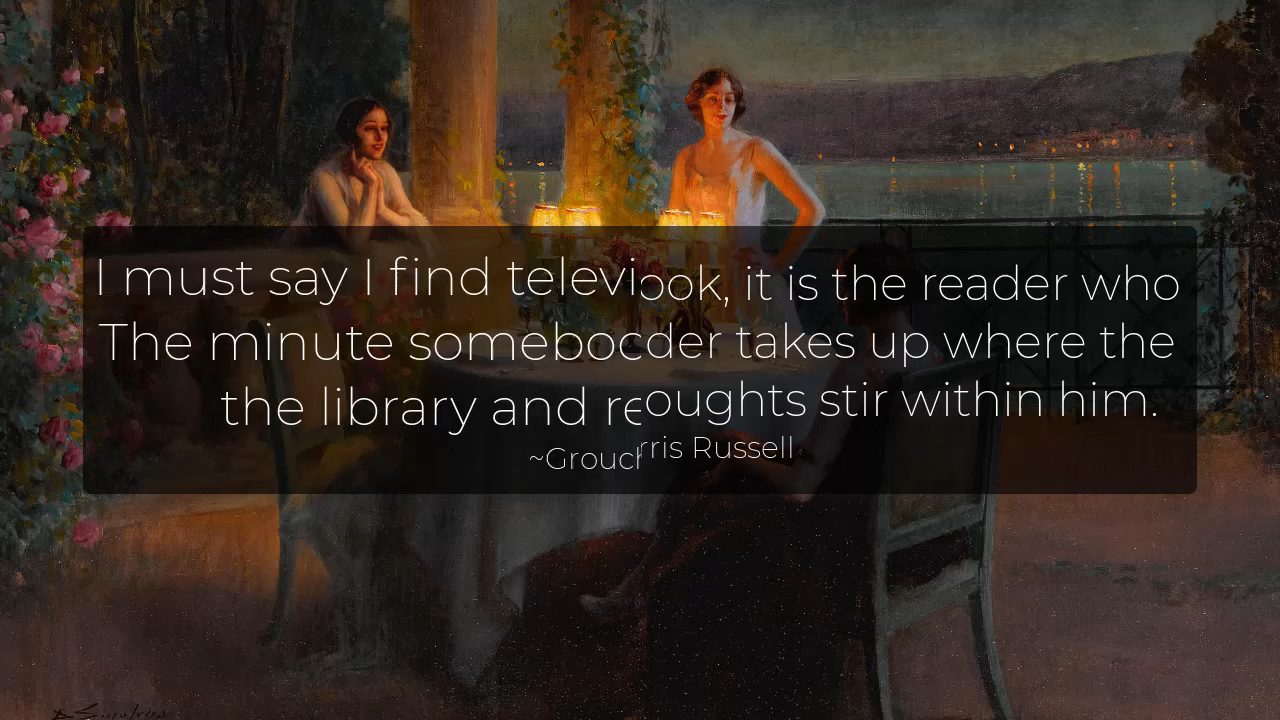 I must say I find televiook, it is the reader who
The minute somebocder takes up where the
the library and reoughts stir within him.
~Groucrris Russell